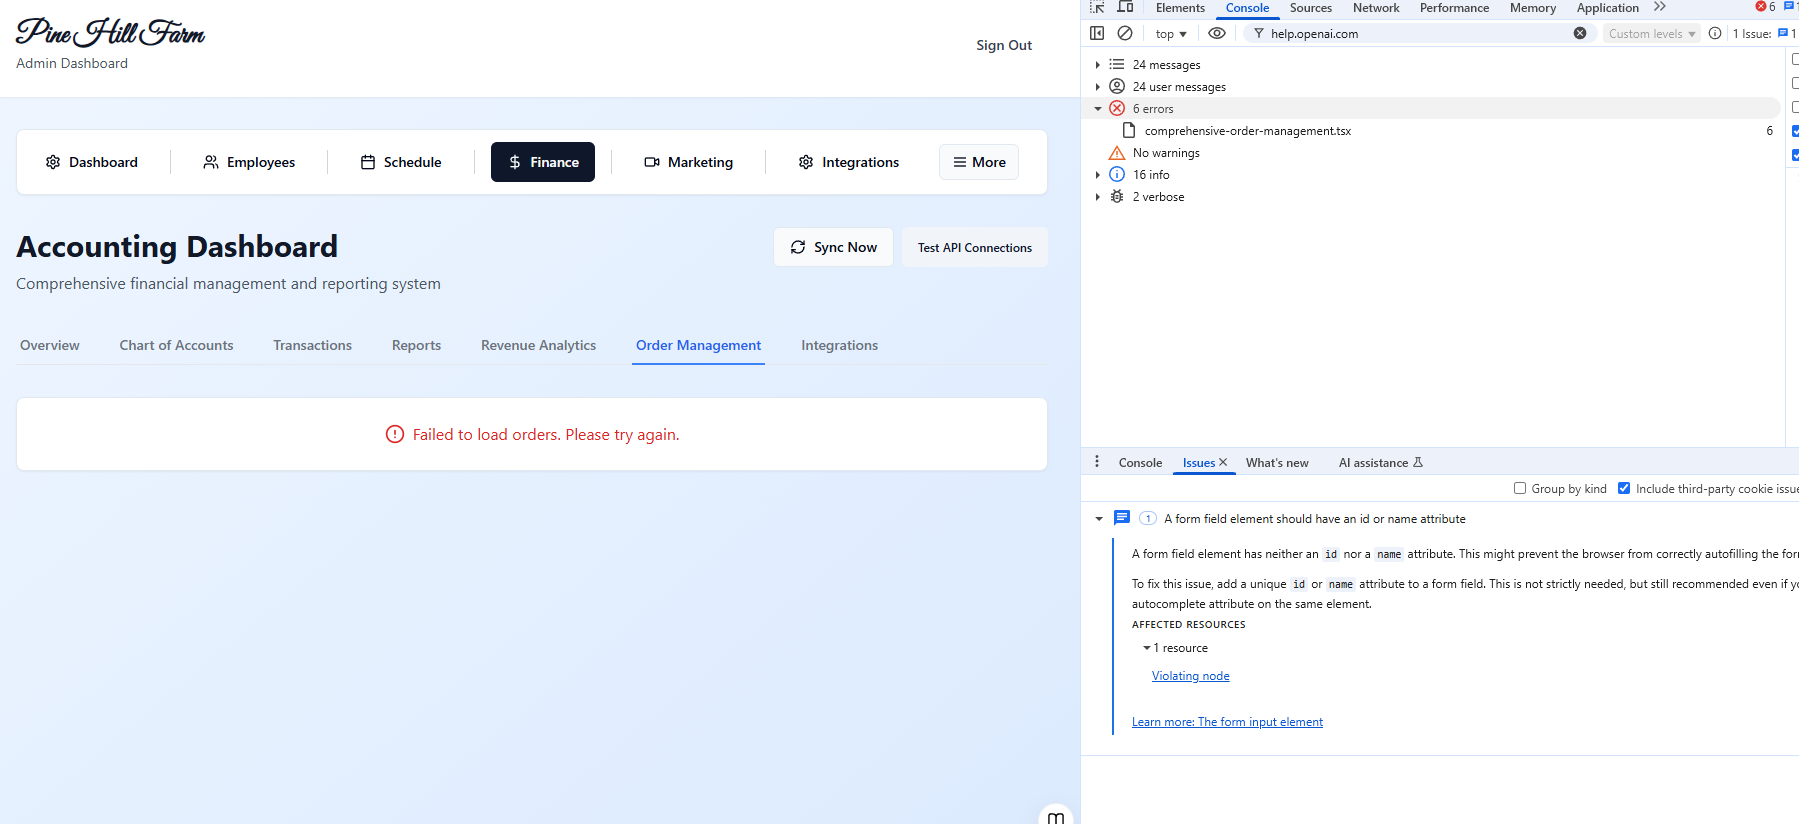 Pine Hill Farm
Admin Dashboard
Sign Out
Dashboard
Employees
Schedule
Finance
Marketing
Integrations
More
Accounting Dashboard
Comprehensive financial management and reporting system
Sync Now
Test API Connections
Overview
Chart of Accounts
Transactions
Reports
Revenue Analytics
Order Management
Integrations
Failed to load orders. Please try again.
Elements
Console
Sources
Network
Performance
Memory
Application
6
1
top
help.openai.com
Custom levels
1 Issue:
1
24 messages
24 user messages
6 errors
comprehensive-order-management.tsx
6
No warnings
16 info
2 verbose
Console
Issues
What's new
AI assistance
Group by kind
Include third-party cookie issue
1
A form field element should have an id or name attribute
A form field element has neither an id nor a name attribute. This might prevent the browser from correctly autofilling the for
To fix this issue, add a unique id or name attribute to a form field. This is not strictly needed, but still recommended even if y
autocomplete attribute on the same element.
AFFECTED RESOURCES
1 resource
Violating node
Learn more: The form input element